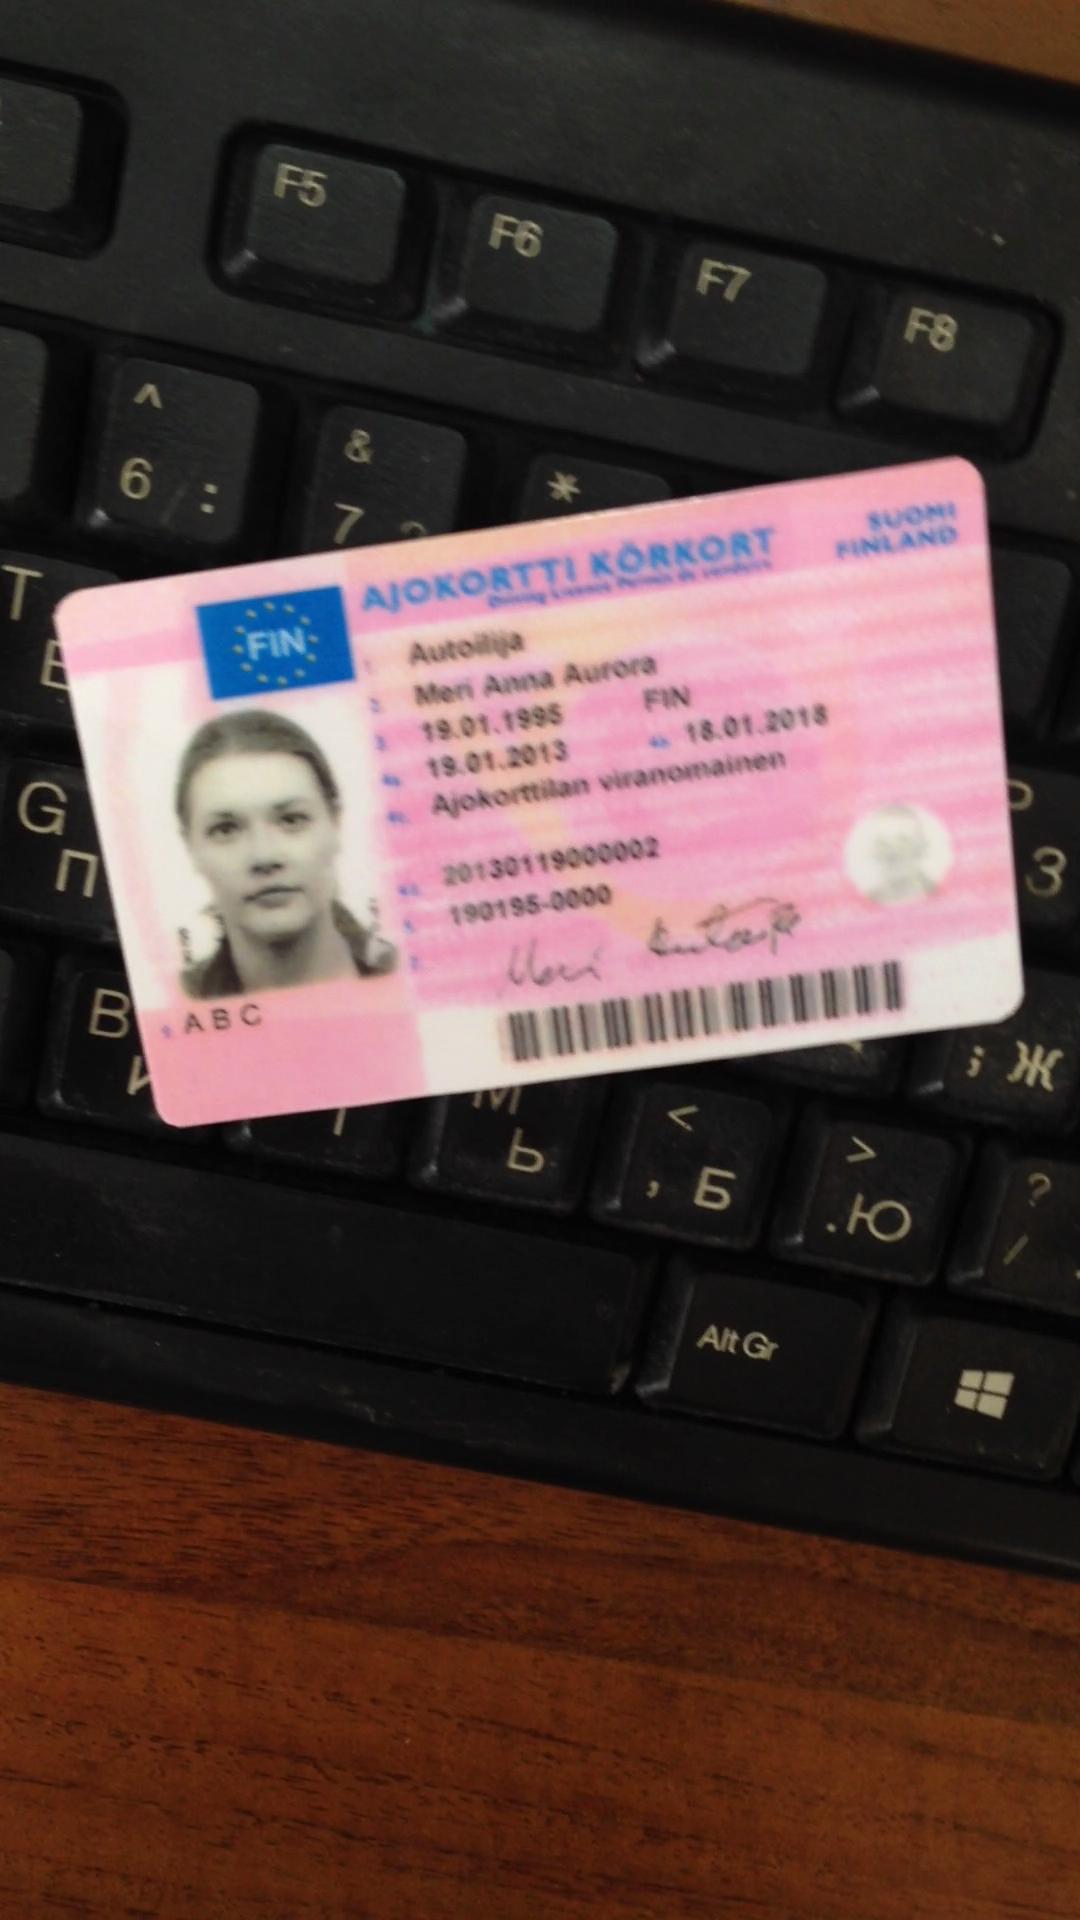 F5 F6 F7 F8
^
6 :
&
7
*
SUOMI
FINLAND
AJOKORTTI KÖRKORT
Driving Licence Permis de conduire
FIN
1. Autoilija
2. Meri Anna Aurora
3. 19.01.1995 FIN
4a. 19.01.2013 4b. 18.01.2018
4c. Ajokorttilan viranomainen
4d. 20130119000002
5. 190195-0000
7. Meri Autoilija
9. A B C
T
E
G
П
P
З
B
И
М
Ь
; Ж
<
, Б
>
. Ю
?
/
Alt Gr